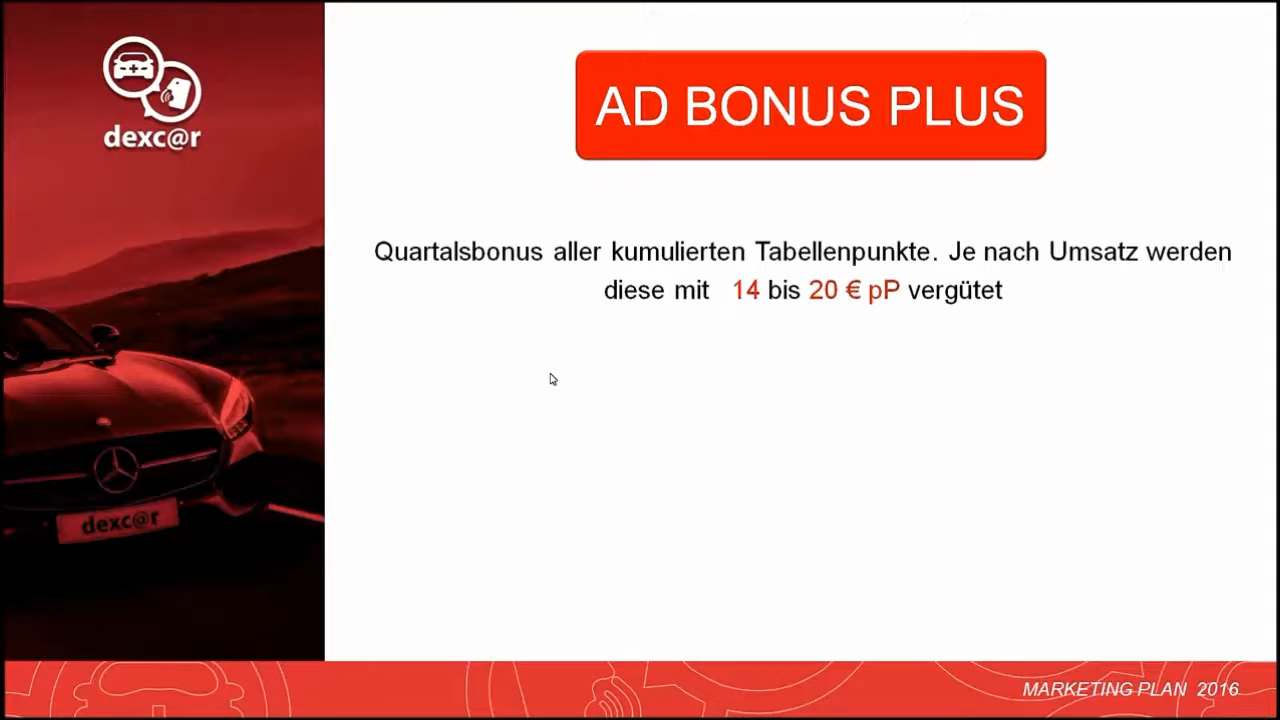 dexc@r
AD BONUS PLUS
Quartalsbonus aller kumulierten Tabellenpunkte. Je nach Umsatz werden
diese mit 14 bis 20 € pP vergütet
dexc@r
MARKETING PLAN 2016